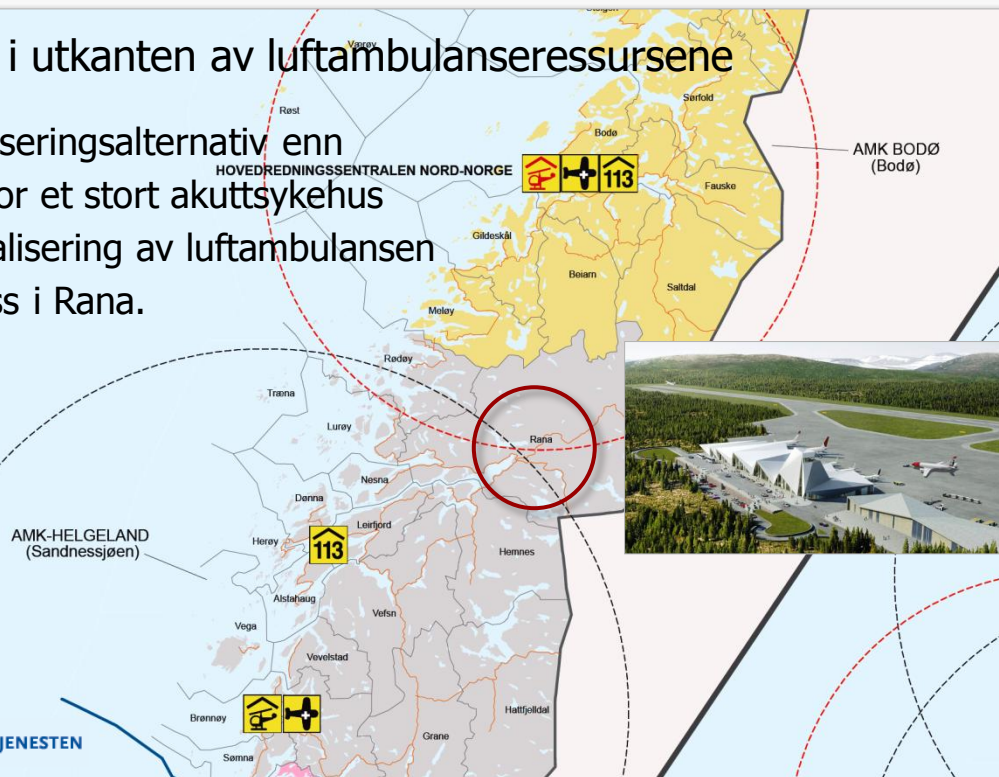 i utkanten av luftambulanseressursene
seringsalternativ enn
or et stort akuttsykehus
alisering av luftambulansen
ss i Rana.
Steigen
Værøy
Røst
Sørfold
Bodø
HOVEDREDNINGSSENTRALEN NORD-NORGE
113
AMK BODØ
(Bodø)
Fauske
Gildeskål
Beiarn
Saltdal
Meløy
Rødøy
Træna
Lurøy
Rana
Nesna
Dønna
Leirfjord
AMK-HELGELAND
(Sandnessjøen)
Herøy
113
Hemnes
Alstahaug
Vefsn
Vega
Vevelstad
Brønnøy
Hattfjelldal
Grane
JENESTEN
Sømna